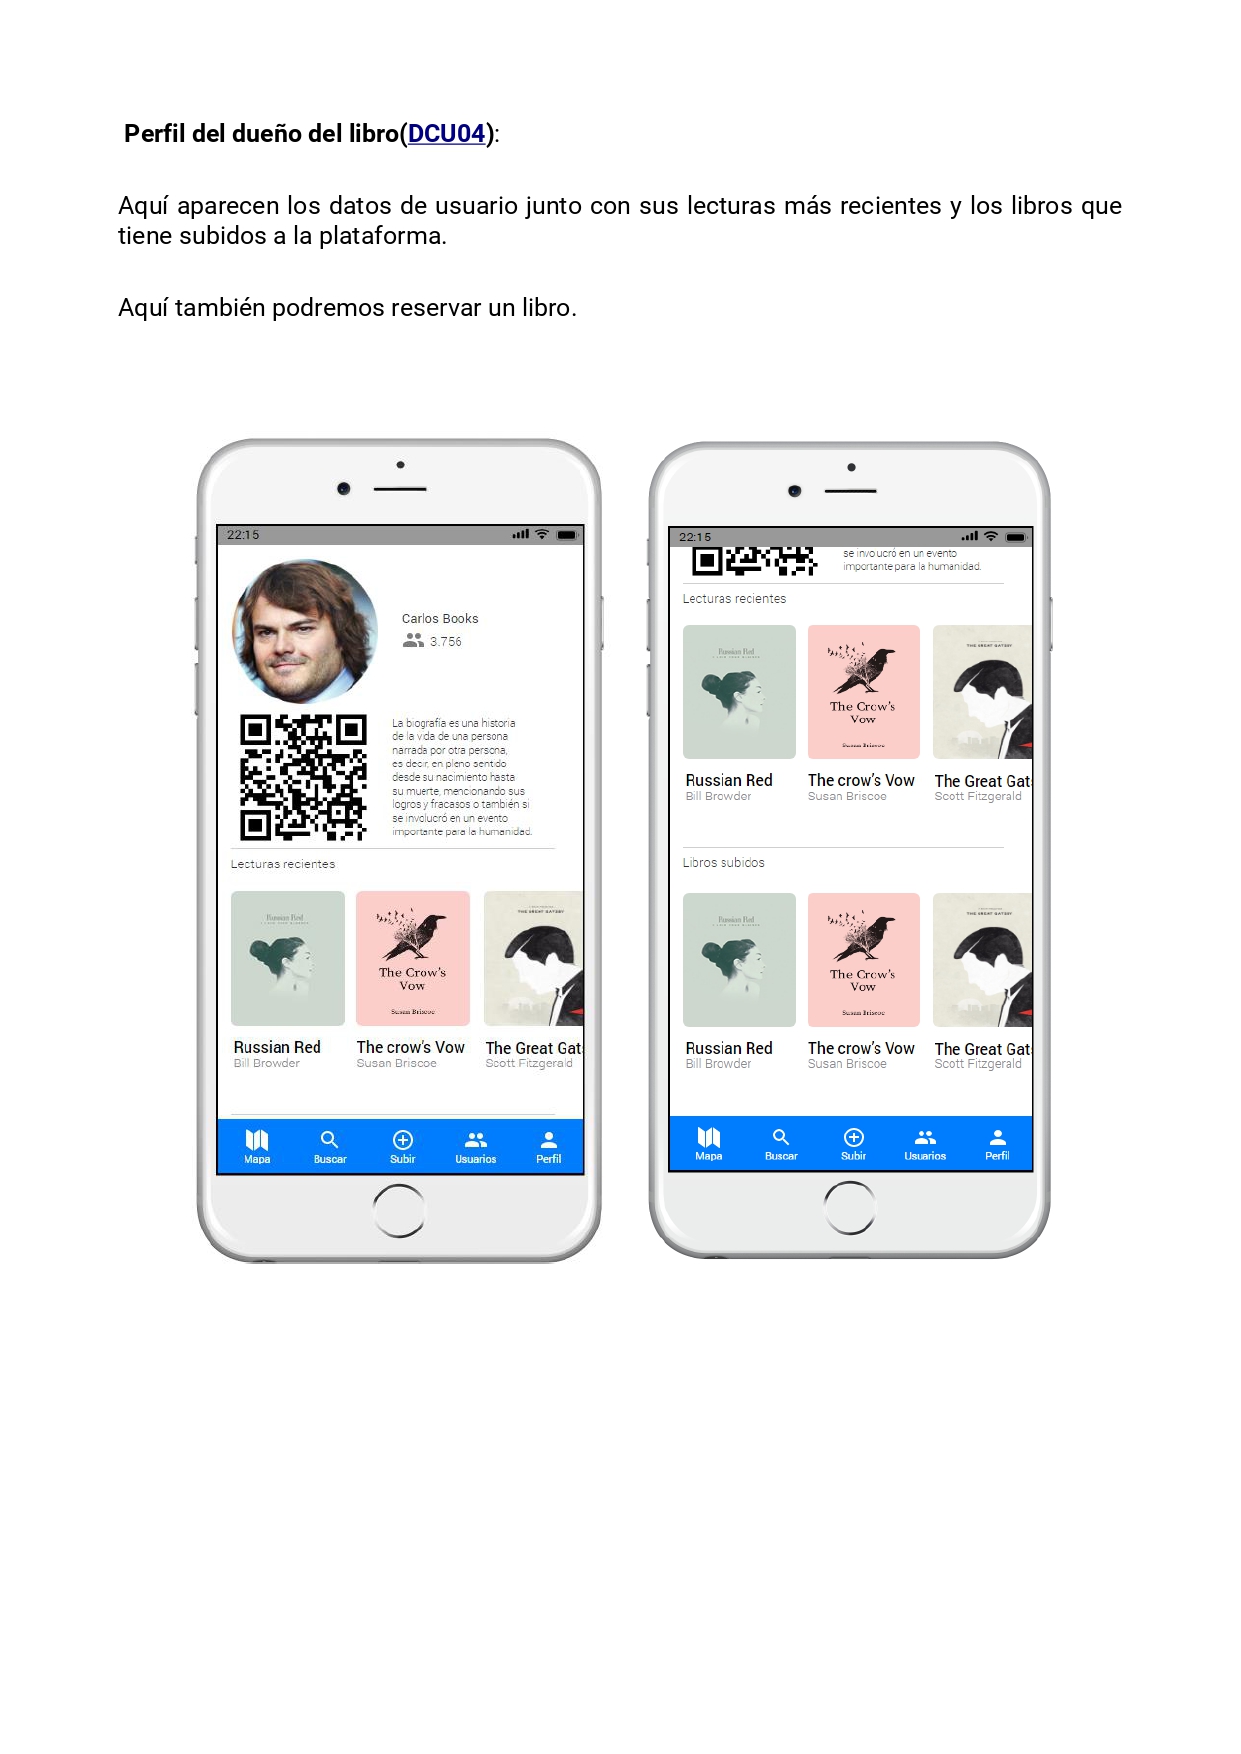 Perfil del dueño del libro(DCU04):
Aquí aparecen los datos de usuario junto con sus lecturas más recientes y los libros que
tiene subidos a la plataforma.
Aquí también podremos reservar un libro.
22:15
Carlos Books
3.756
La biografía es una historia
de la vida de una persona
narrada por otra persona,
es decir, en pleno sentido
desde su nacimiento hasta
su muerte, mencionando sus
logros y fracasos o también si
se involucró en un evento
importante para la humanidad.
Lecturas recientes
Russian Red
THE GREAT GATSBY
The Crow's
Vow
Susan Briscoe
Russian Red The crow's Vow The Great Gat
Bill Browder Susan Briscoe Scott Fitzgerald
Mapa Buscar Subir Usuarios Perfil
22:15
se involucró en un evento
importante para la humanidad.
Lecturas recientes
Russian Red
THE GREAT GATSBY
The Crow's
Vow
Susan Briscoe
Russian Red The crow's Vow The Great Gat
Bill Browder Susan Briscoe Scott Fitzgerald
Libros subidos
Russian Red
THE GREAT GATSBY
The Crow's
Vow
Susan Briscoe
Russian Red The crow's Vow The Great Gat
Bill Browder Susan Briscoe Scott Fitzgerald
Mapa Buscar Subir Usuarios Perfil